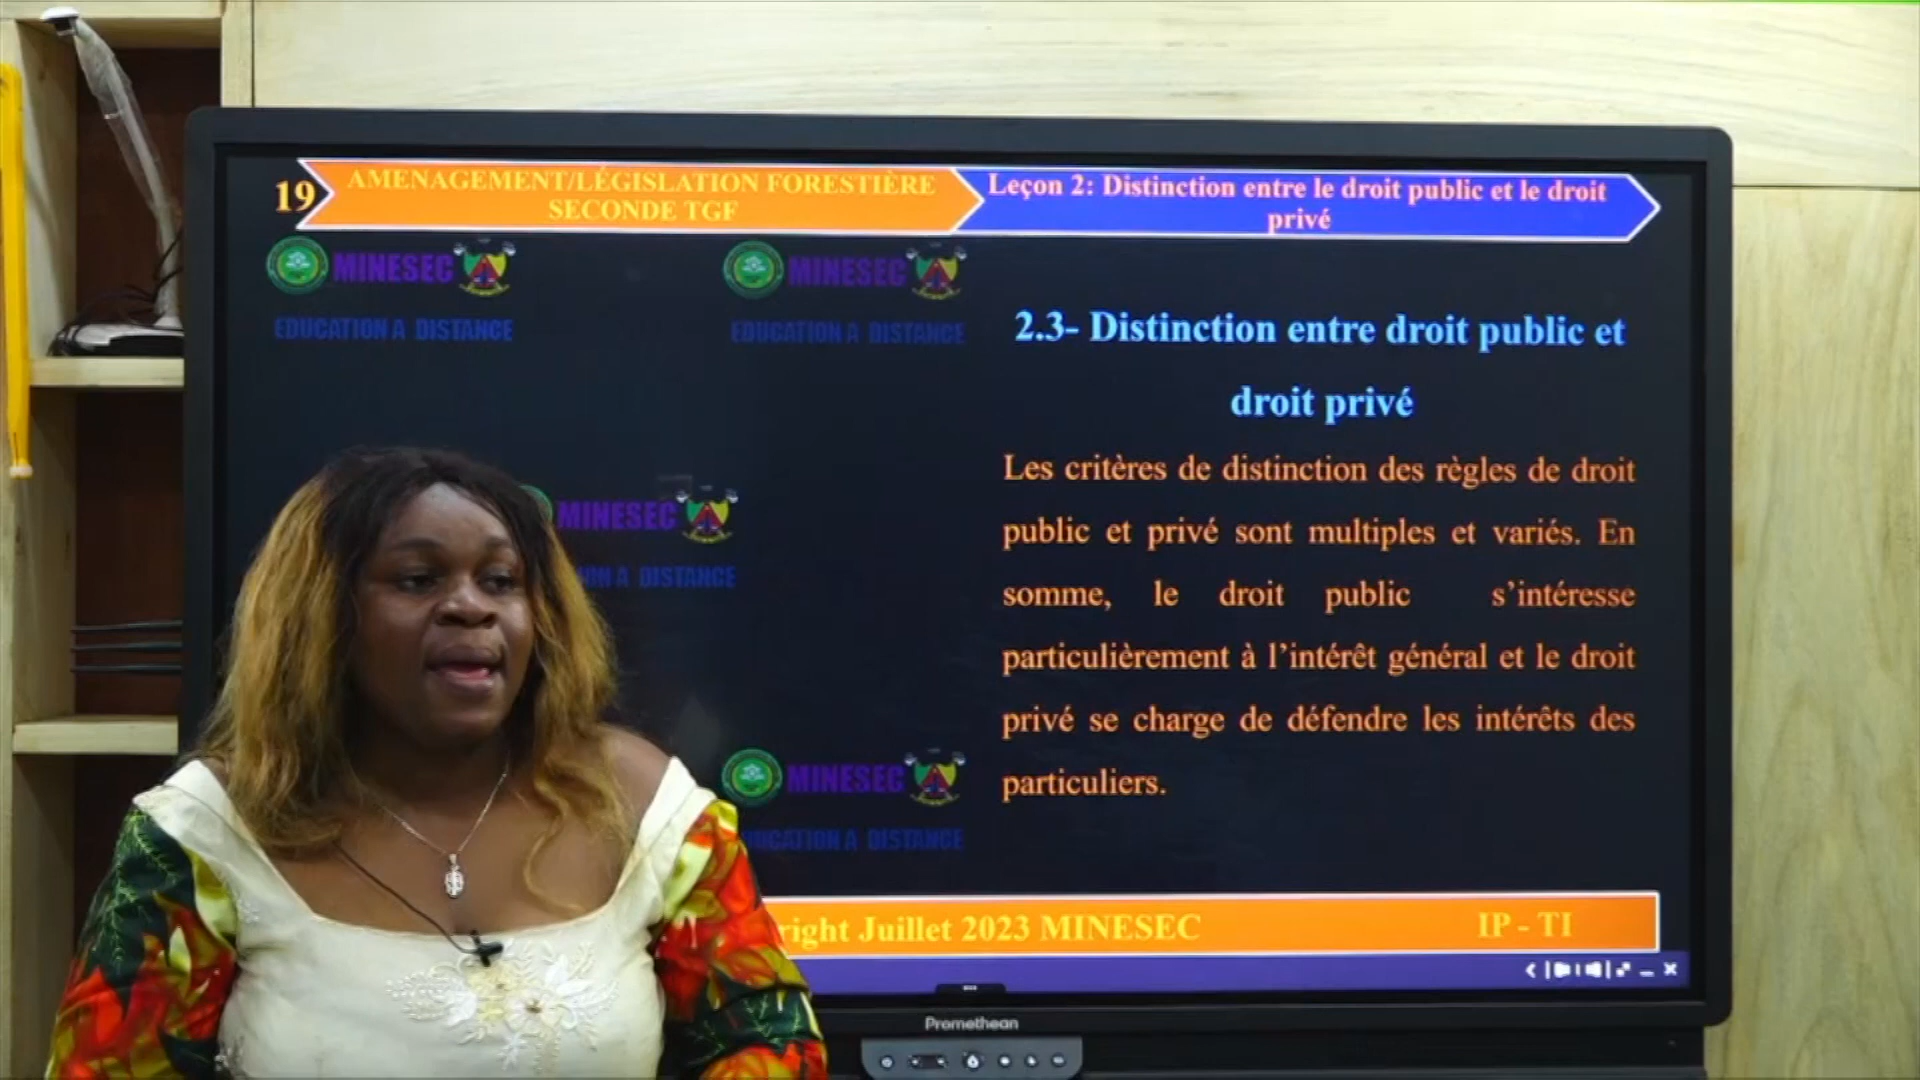 19
AMENAGEMENT/LÉGISLATION FORESTIÈRE
SECONDE TGF
Leçon 2: Distinction entre le droit public et le droit
privé
MINESEC
EDUCATION A DISTANCE
MINESEC
EDUCATION A DISTANCE
2.3- Distinction entre droit public et
droit privé
Les critères de distinction des règles de droit
public et privé sont multiples et variés. En
somme, le droit public s’intéresse
particulièrement à l’intérêt général et le droit
privé se charge de défendre les intérêts des
particuliers.
MINESEC
A DISTANCE
MINESEC
A DISTANCE
right Juillet 2023 MINESEC
IP - TI
Promethean